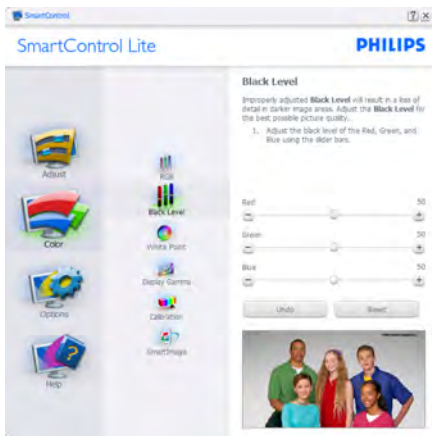 SmartControl
SmartControl Lite
PHILIPS
Adjust
Color
Options
Help
RGB
Black Level
White Point
Display Gamma
Calibration
SmartImage
Black Level
Improperly adjusted Black Level will result in a loss of
detail in darker image areas. Adjust the Black Level for
the best possible picture quality.
1. Adjust the black level of the Red, Green, and
Blue using the slider bars.
Red 50
Green 50
Blue 50
Undo Reset